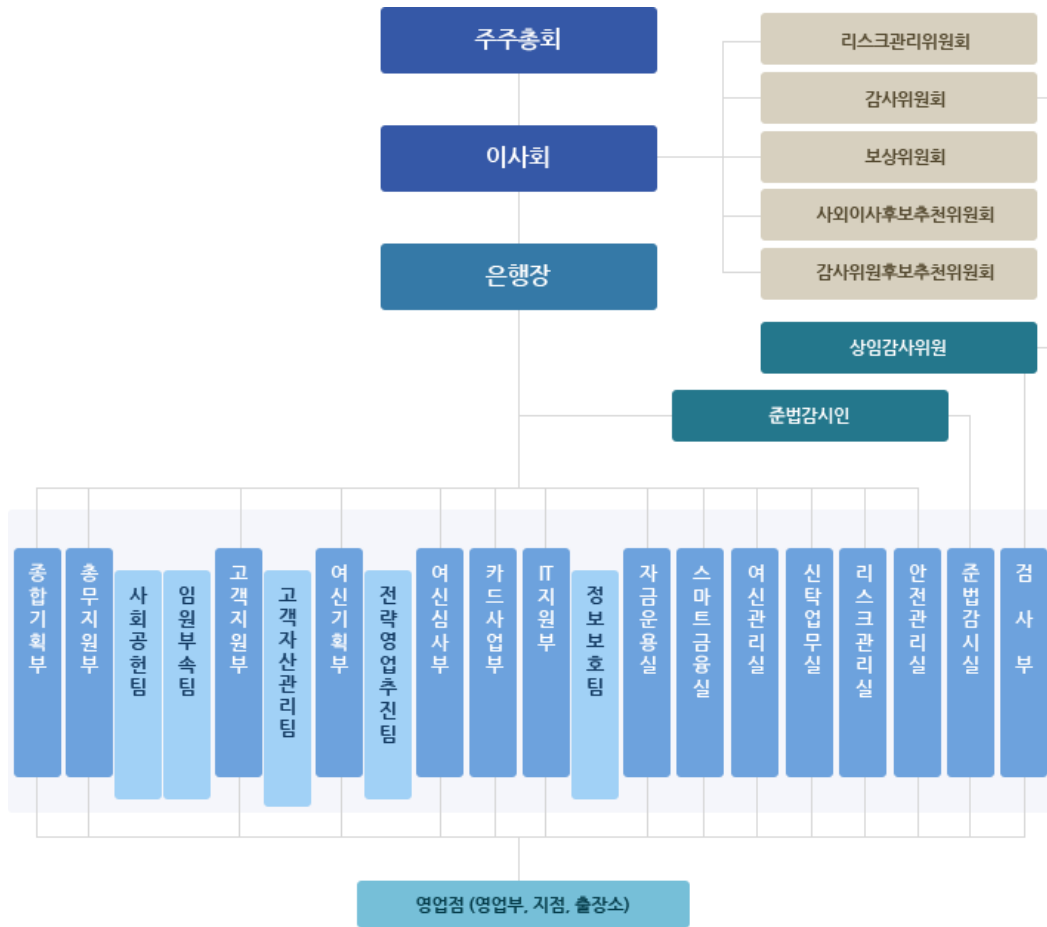 주주총회
이사회
은행장
리스크관리위원회
감사위원회
보상위원회
사외이사후보추천위원회
감사위원후보추천위원회
상임감사위원
준법감시인
종합기획부
총무지원부
사회공헌팀
임원부속팀
고객지원부
고객자산관리팀
여신기획부
전략영업추진팀
여신심사부
카드사업부
IT지원부
정보보호팀
자금운용실
스마트금융실
여신관리실
신탁업무실
리스크관리실
안전관리실
준법감시실
검 사 부
영업점 (영업부, 지점, 출장소)